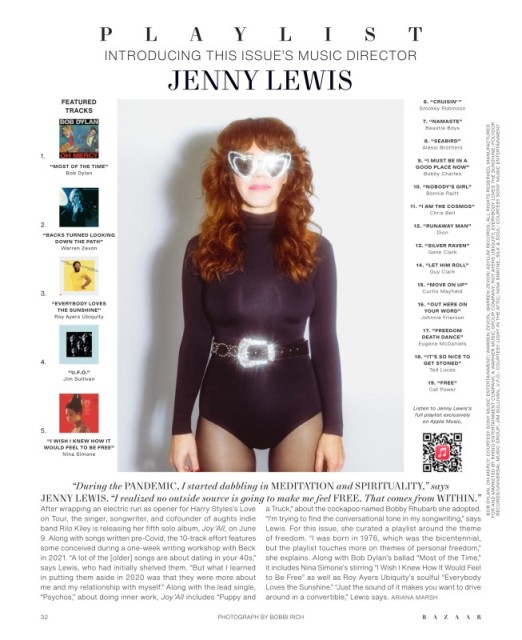 PLAYLIST
INTRODUCING THIS ISSUE'S MUSIC DIRECTOR
JENNY LEWIS
FEATURED
TRACKS
BOB DYLAN
OH MERCY
1.
"MOST OF THE TIME"
Bob Dylan
2.
"BACKS TURNED LOOKING
DOWN THE PATH"
Warren Zevon
3.
"EVERYBODY LOVES
THE SUNSHINE"
Roy Ayers Ubiquity
4.
"U.F.O."
Jim Sullivan
5.
"I WISH I KNEW HOW IT
WOULD FEEL TO BE FREE"
Nina Simone
6. "CRUISIN'"
Smokey Robinson
7. "NAMASTE"
Beastie Boys
8. "SEABIRD"
Alessi Brothers
9. "I MUST BE IN A
GOOD PLACE NOW"
Bobby Charles
10. "NOBODY'S GIRL"
Bonnie Raitt
11. "I AM THE COSMOS"
Chris Bell
12. "RUNAWAY MAN"
Dion
13. "SILVER RAVEN"
Gene Clark
14. "LET HIM ROLL"
Guy Clark
15. "MOVE ON UP"
Curtis Mayfield
16. "OUT HERE ON
YOUR WORD"
Johnnie Frierson
17. "FREEDOM
DEATH DANCE"
Eugene McDaniels
18. "IT'S SO NICE TO
GET STONED"
Ted Lucas
19. "FREE"
Cat Power
Listen to Jenny Lewis's
full playlist exclusively
on Apple Music.
"During the PANDEMIC, I started dabbling in MEDITATION and SPIRITUALITY," says
JENNY LEWIS. "I realized no outside source is going to make me feel FREE. That comes from WITHIN."
After wrapping an electric run as opener for Harry Styles's Love
on Tour, the singer, songwriter, and cofounder of aughts indie
band Rilo Kiley is releasing her fifth solo album, Joy'All, on June
9. Along with songs written pre-Covid, the 10-track effort features
some conceived during a one-week writing workshop with Beck
in 2021. "A lot of the [older] songs are about dating in your 40s,"
says Lewis, who had initially shelved them. "But what I learned
in putting them aside in 2020 was that they were more about
me and my relationship with myself." Along with the lead single,
"Psychos," about doing inner work, Joy'All includes "Puppy and
a Truck," about the cockapoo named Bobby Rhubarb she adopted.
"I'm trying to find the conversational tone in my songwriting," says
Lewis. For this issue, she curated a playlist around the theme
of freedom. "I was born in 1976, which was the bicentennial,
but the playlist touches more on themes of personal freedom,"
she explains. Along with Bob Dylan's ballad "Most of the Time,"
it includes Nina Simone's stirring "I Wish I Knew How It Would Feel
to Be Free" as well as Roy Ayers Ubiquity's soulful "Everybody
Loves the Sunshine." "Just the sound of it makes you want to drive
around in a convertible," Lewis says. ARIANA MARSH
32
PHOTOGRAPH BY BOBBI RICH
BAZAAR